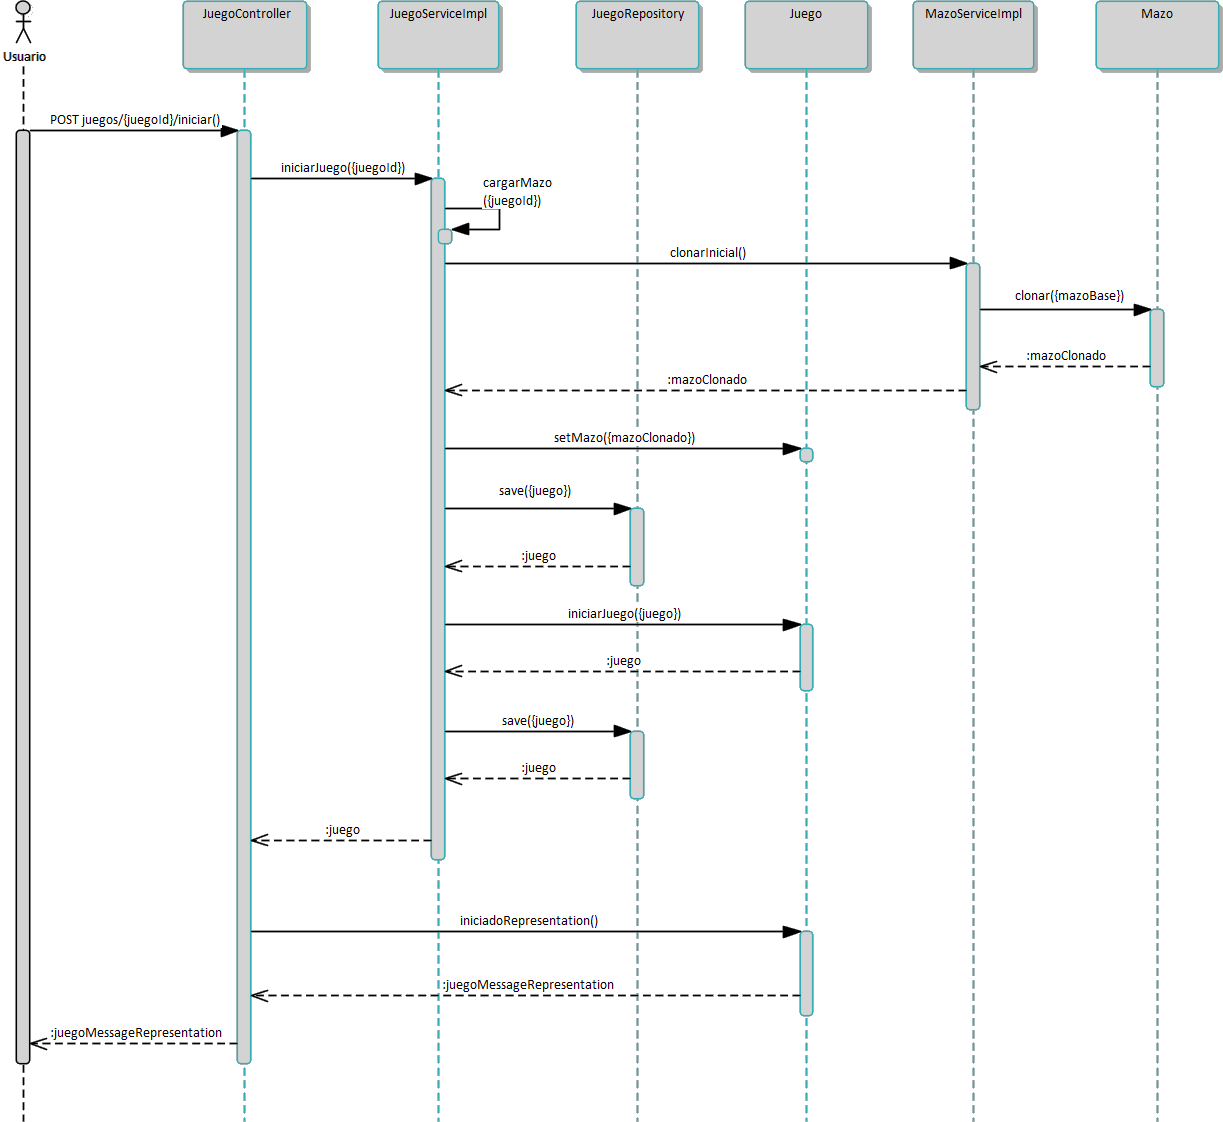 JuegoController
JuegoServiceImpl
JuegoRepository
Juego
MazoServiceImpl
Mazo
Usuario
POST juegos/{juegoId}/iniciar()
iniciarJuego({juegoId})
cargarMazo
({juegoId})
clonarInicial()
clonar({mazoBase})
:mazoClonado
:mazoClonado
setMazo({mazoClonado})
save({juego})
:juego
iniciarJuego({juego})
:juego
save({juego})
:juego
:juego
iniciadoRepresentation()
:juegoMessageRepresentation
:juegoMessageRepresentation